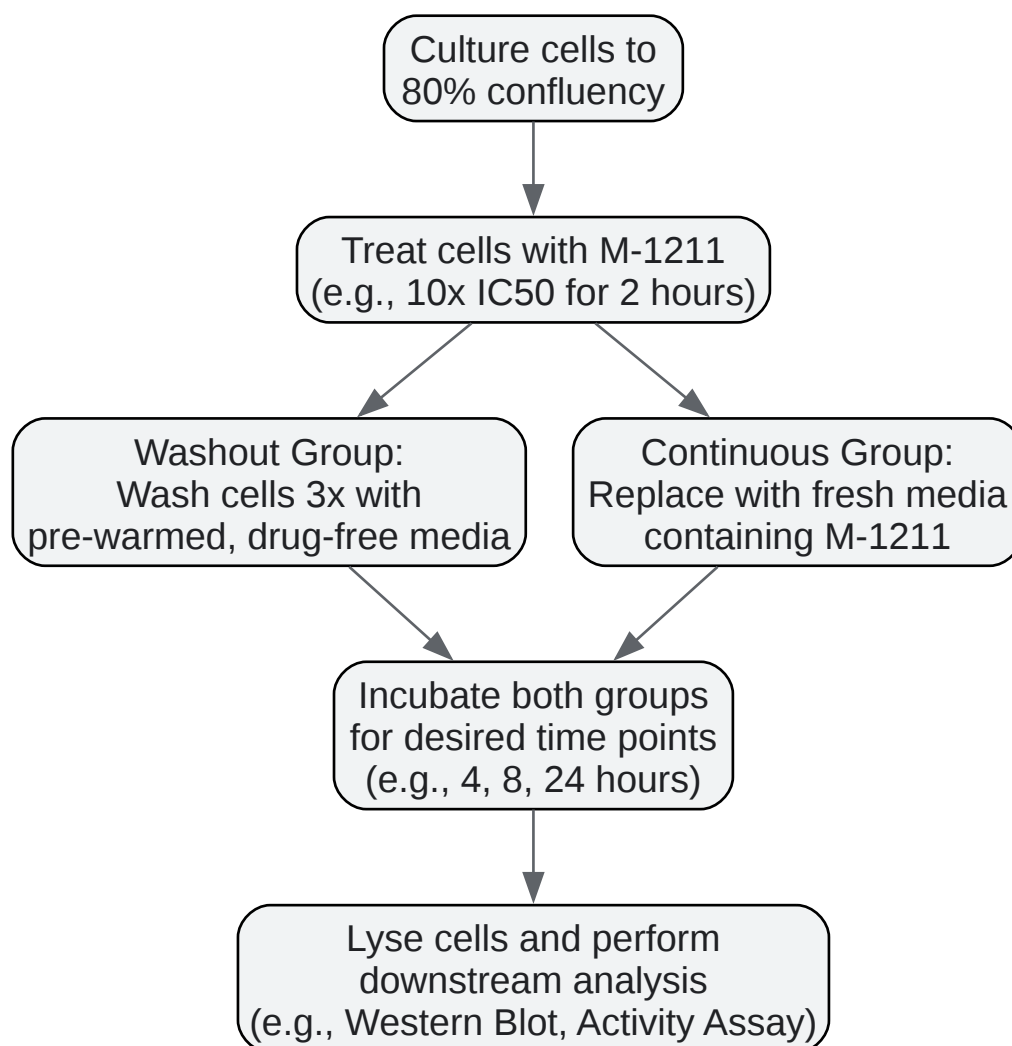 Culture cells to
80% confluency
Treat cells with M-1211
(e.g., 10x IC50 for 2 hours)
Washout Group:
Wash cells 3x with
pre-warmed, drug-free media
Continuous Group:
Replace with fresh media
containing M-1211
Incubate both groups
for desired time points
(e.g., 4, 8, 24 hours)
Lyse cells and perform
downstream analysis
(e.g., Western Blot, Activity Assay)